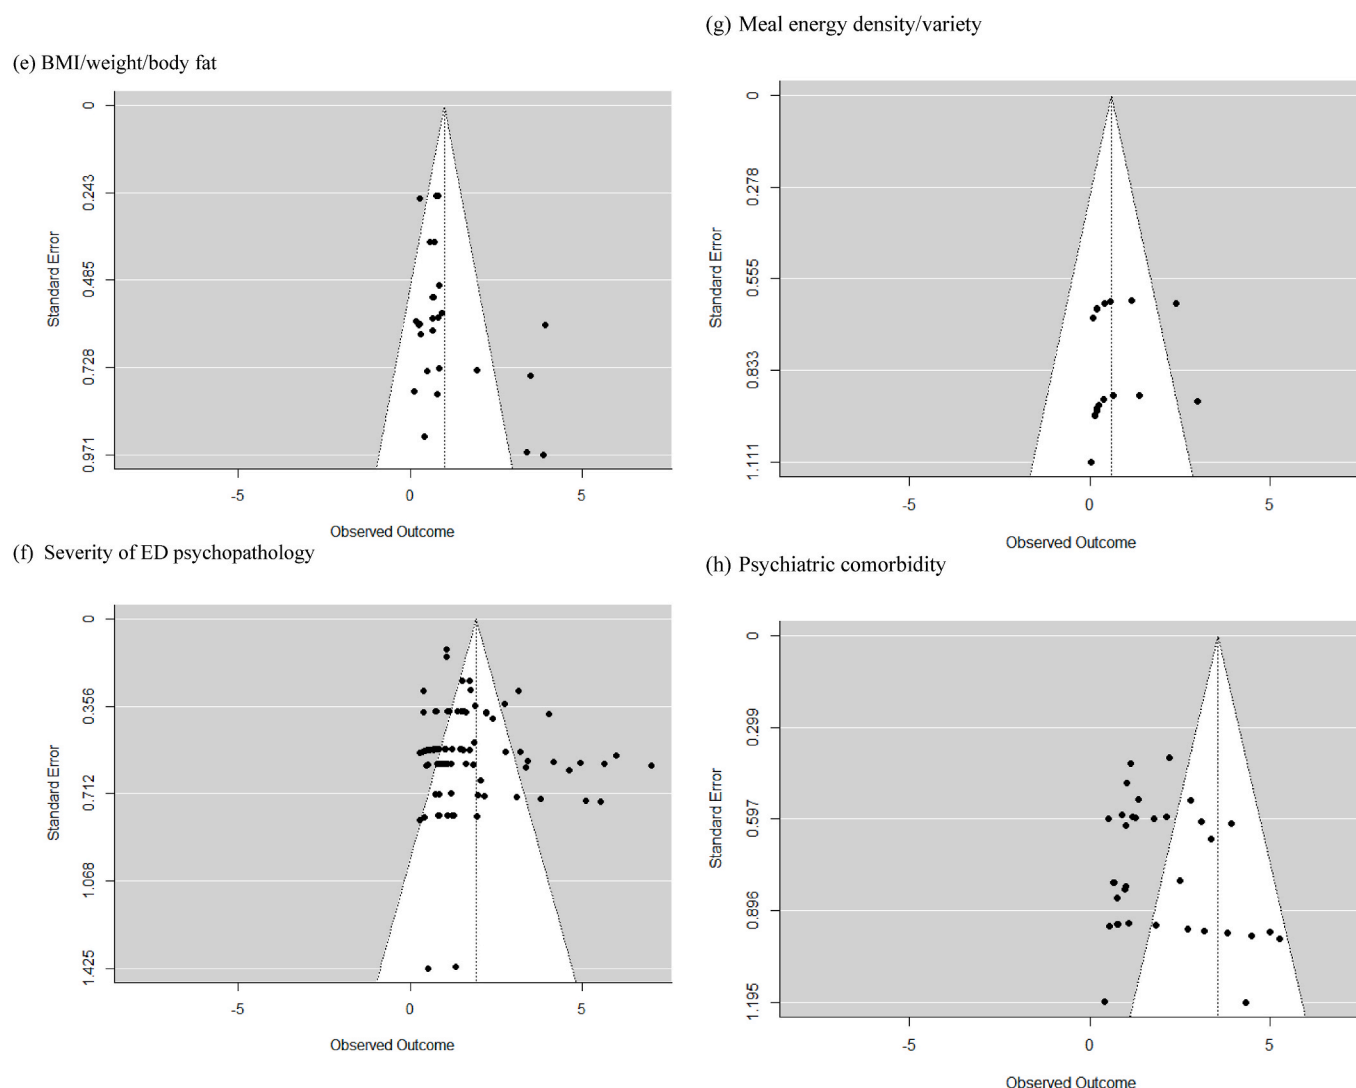 (e) BMI/weight/body fat
0
0.243
0.485
0.728
0.971
Standard Error
-5
0
5
Observed Outcome
(f) Severity of ED psychopathology
0
0.356
0.712
1.068
1.425
Standard Error
-5
0
5
Observed Outcome
(g) Meal energy density/variety
0
0.278
0.555
0.833
1.111
Standard Error
-5
0
5
Observed Outcome
(h) Psychiatric comorbidity
0
0.299
0.597
0.896
1.195
Standard Error
-5
0
5
Observed Outcome